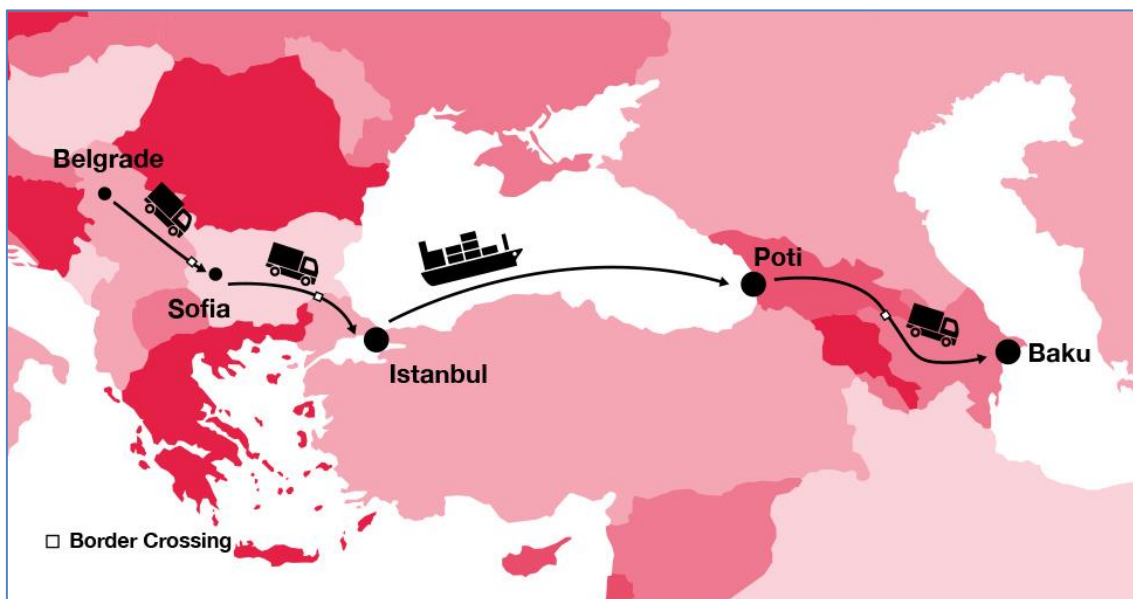 Belgrade
Sofia
Istanbul
Poti
Baku
Border Crossing